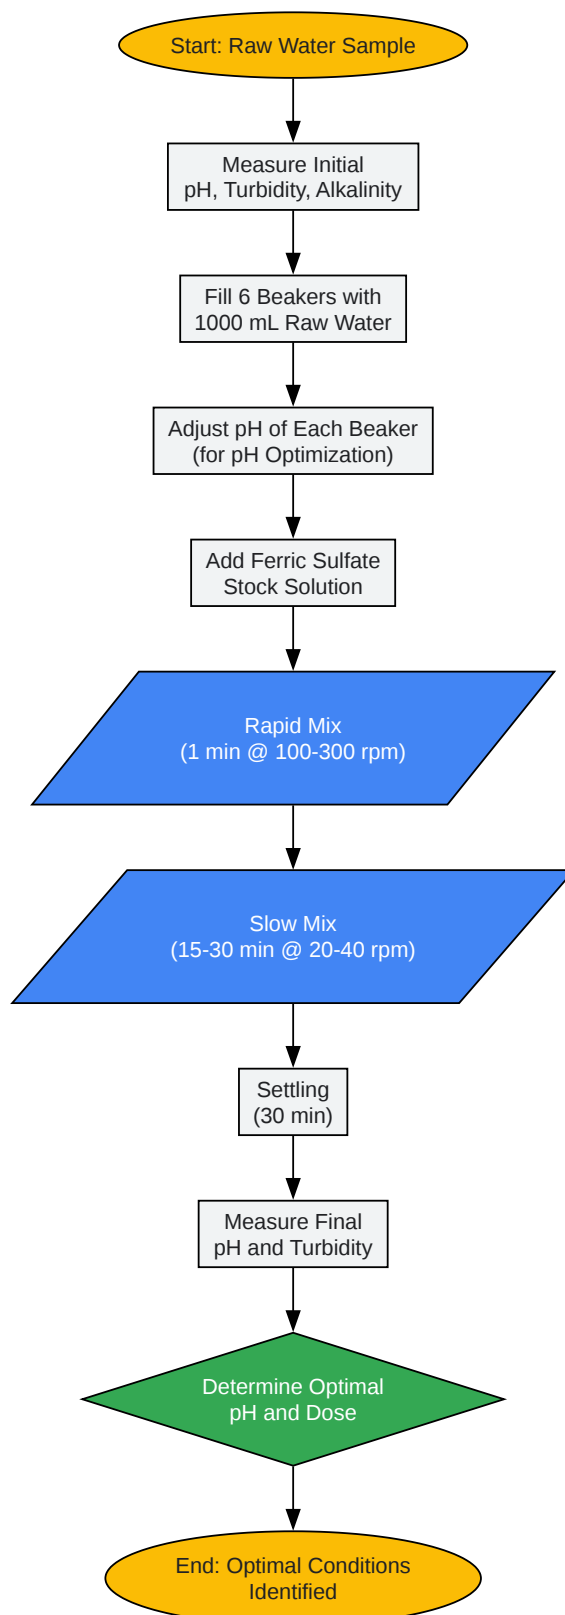 Start: Raw Water Sample
Measure Initial
pH, Turbidity, Alkalinity
Fill 6 Beakers with
1000 mL Raw Water
Adjust pH of Each Beaker
(for pH Optimization)
Add Ferric Sulfate
Stock Solution
Rapid Mix
(1 min @ 100-300 rpm)
Slow Mix
(15-30 min @ 20-40 rpm)
Settling
(30 min)
Measure Final
pH and Turbidity
Determine Optimal
pH and Dose
End: Optimal Conditions
Identified